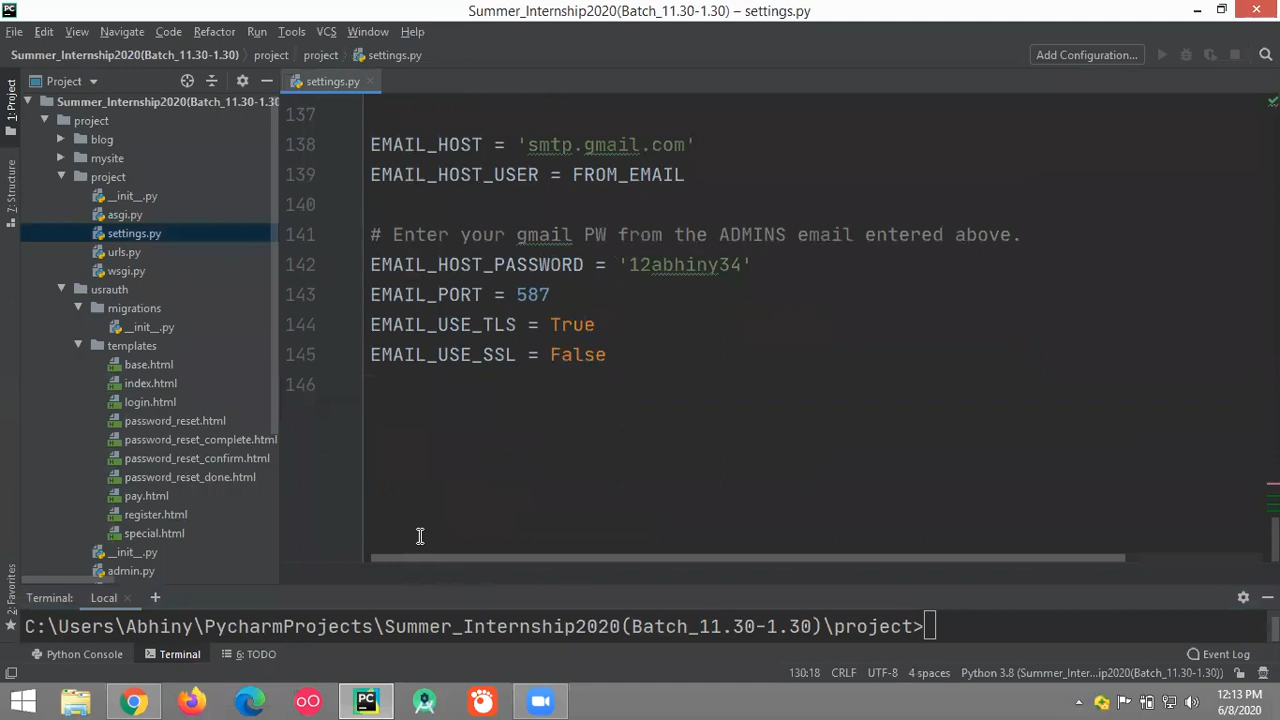 Summer_Internship2020(Batch_11.30-1.30) – settings.py
File Edit View Navigate Code Refactor Run Tools VCS Window Help
Summer_Internship2020(Batch_11.30-1.30) project project settings.py Add Configuration...
1: Project
Project
settings.py
Summer_Internship2020(Batch_11.30-1.30
project
blog
mysite
project
__init__.py
asgi.py
settings.py
urls.py
wsgi.py
usrauth
migrations
__init__.py
templates
base.html
index.html
login.html
password_reset.html
password_reset_complete.html
password_reset_confirm.html
password_reset_done.html
pay.html
register.html
special.html
__init__.py
admin.py
7: Structure
2: Favorites
137
138 EMAIL_HOST = 'smtp.gmail.com'
139 EMAIL_HOST_USER = FROM_EMAIL
140
141 # Enter your gmail PW from the ADMINS email entered above.
142 EMAIL_HOST_PASSWORD = '12abhiny34'
143 EMAIL_PORT = 587
144 EMAIL_USE_TLS = True
145 EMAIL_USE_SSL = False
146
Terminal: Local +
C:\Users\Abhiny\PycharmProjects\Summer_Internship2020(Batch_11.30-1.30)\project>
Python Console Terminal 6: TODO Event Log
130:18 CRLF UTF-8 4 spaces Python 3.8 (Summer_Inter...ip2020(Batch_11.30-1.30))
PC
12:13 PM
6/8/2020